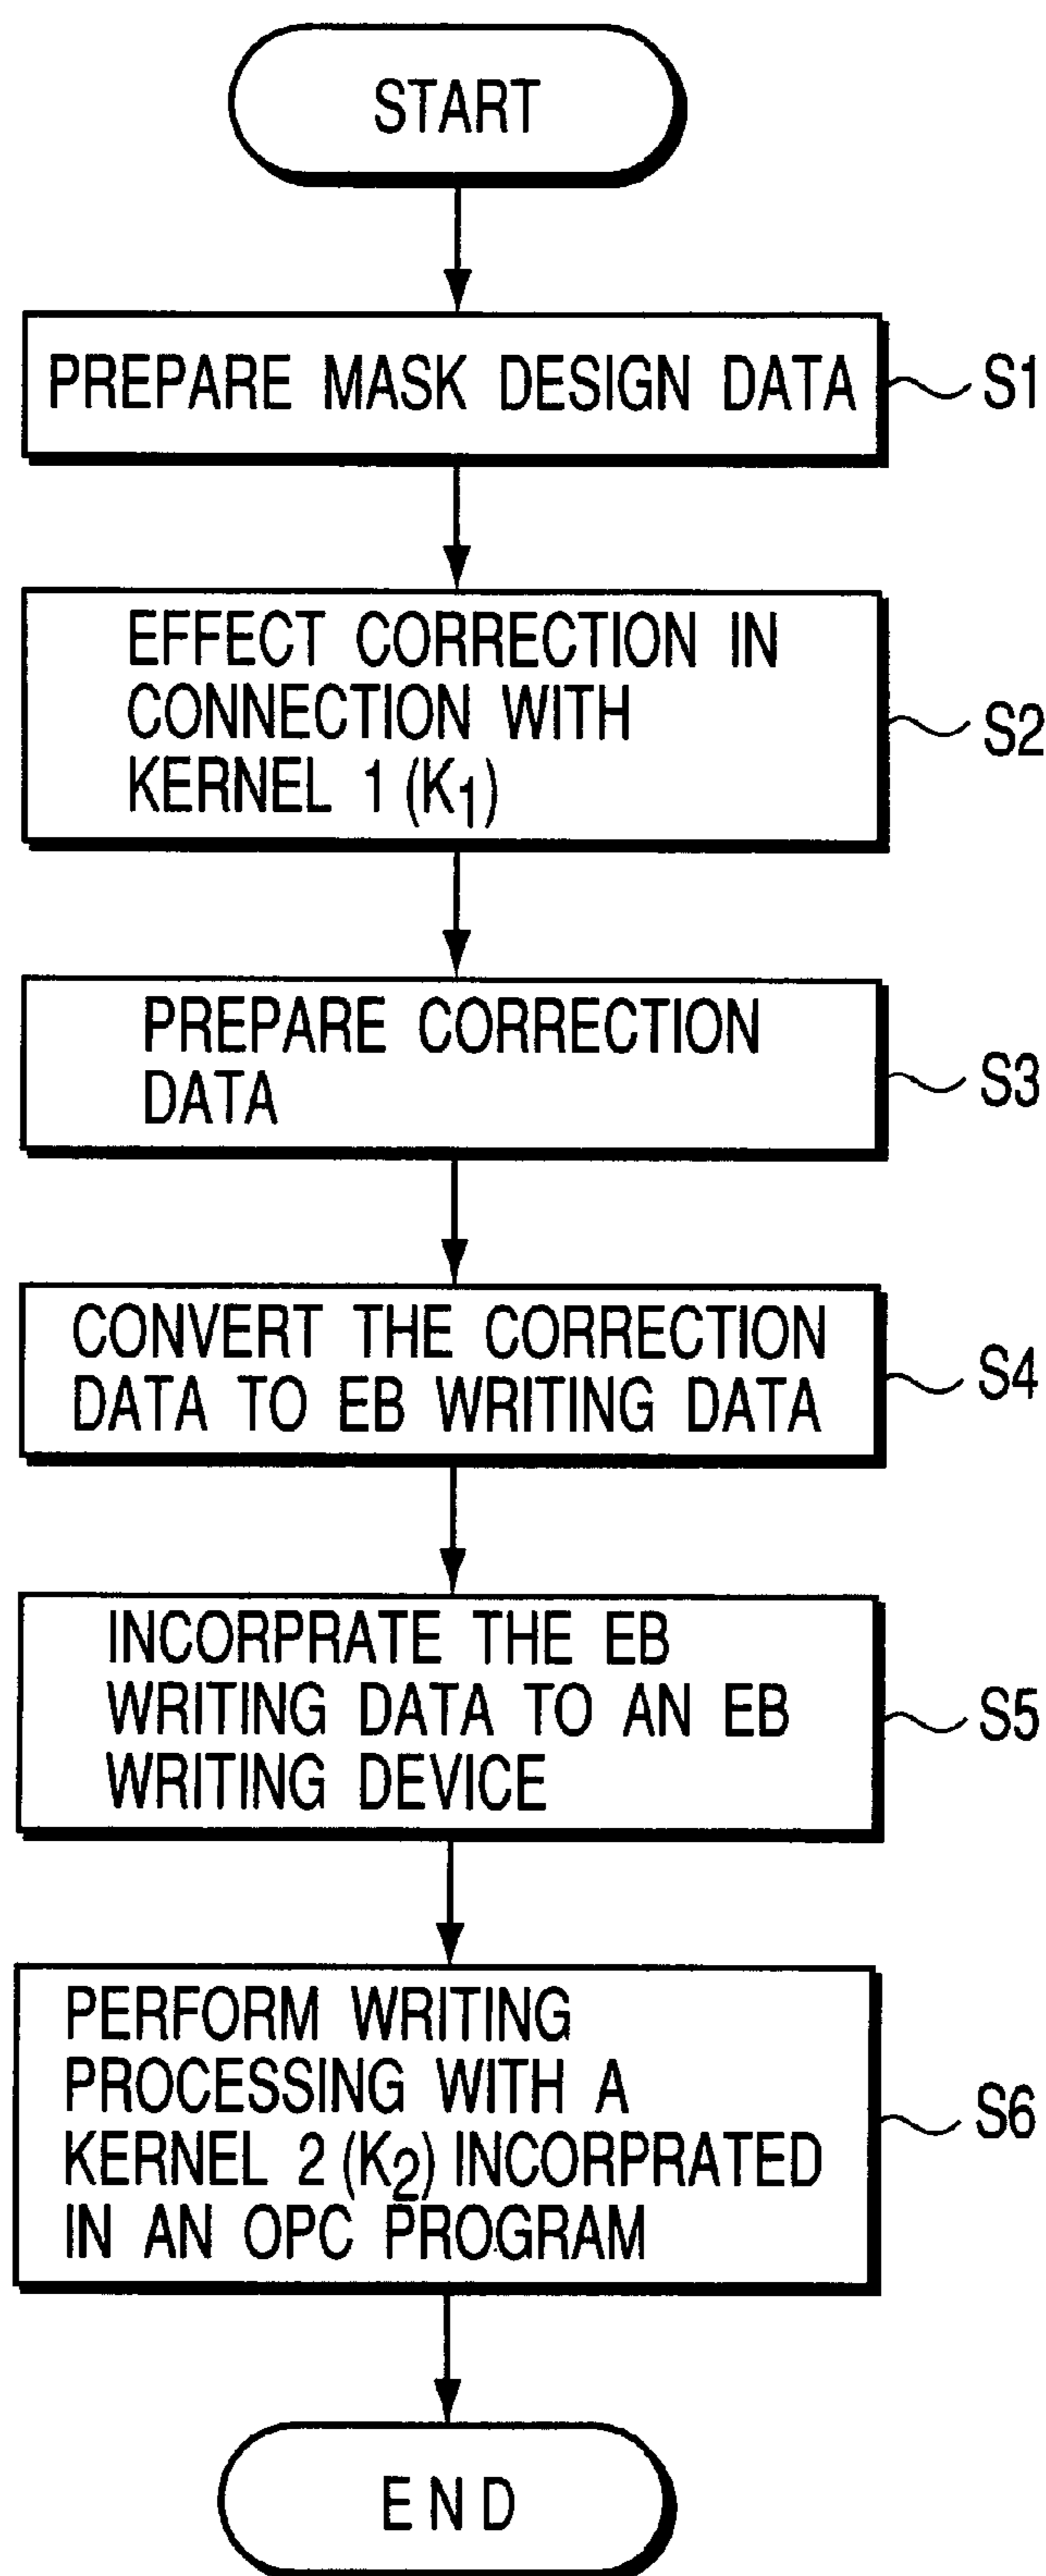 START
PREPARE MASK DESIGN DATA
S1
EFFECT CORRECTION IN
CONNECTION WITH
KERNEL 1 (K1)
S2
PREPARE CORRECTION
DATA
S3
CONVERT THE CORRECTION
DATA TO EB WRITING DATA
S4
INCORPRATE THE EB
WRITING DATA TO AN EB
WRITING DEVICE
S5
PERFORM WRITING
PROCESSING WITH A
KERNEL 2 (K2) INCORPRATED
IN AN OPC PROGRAM
S6
END